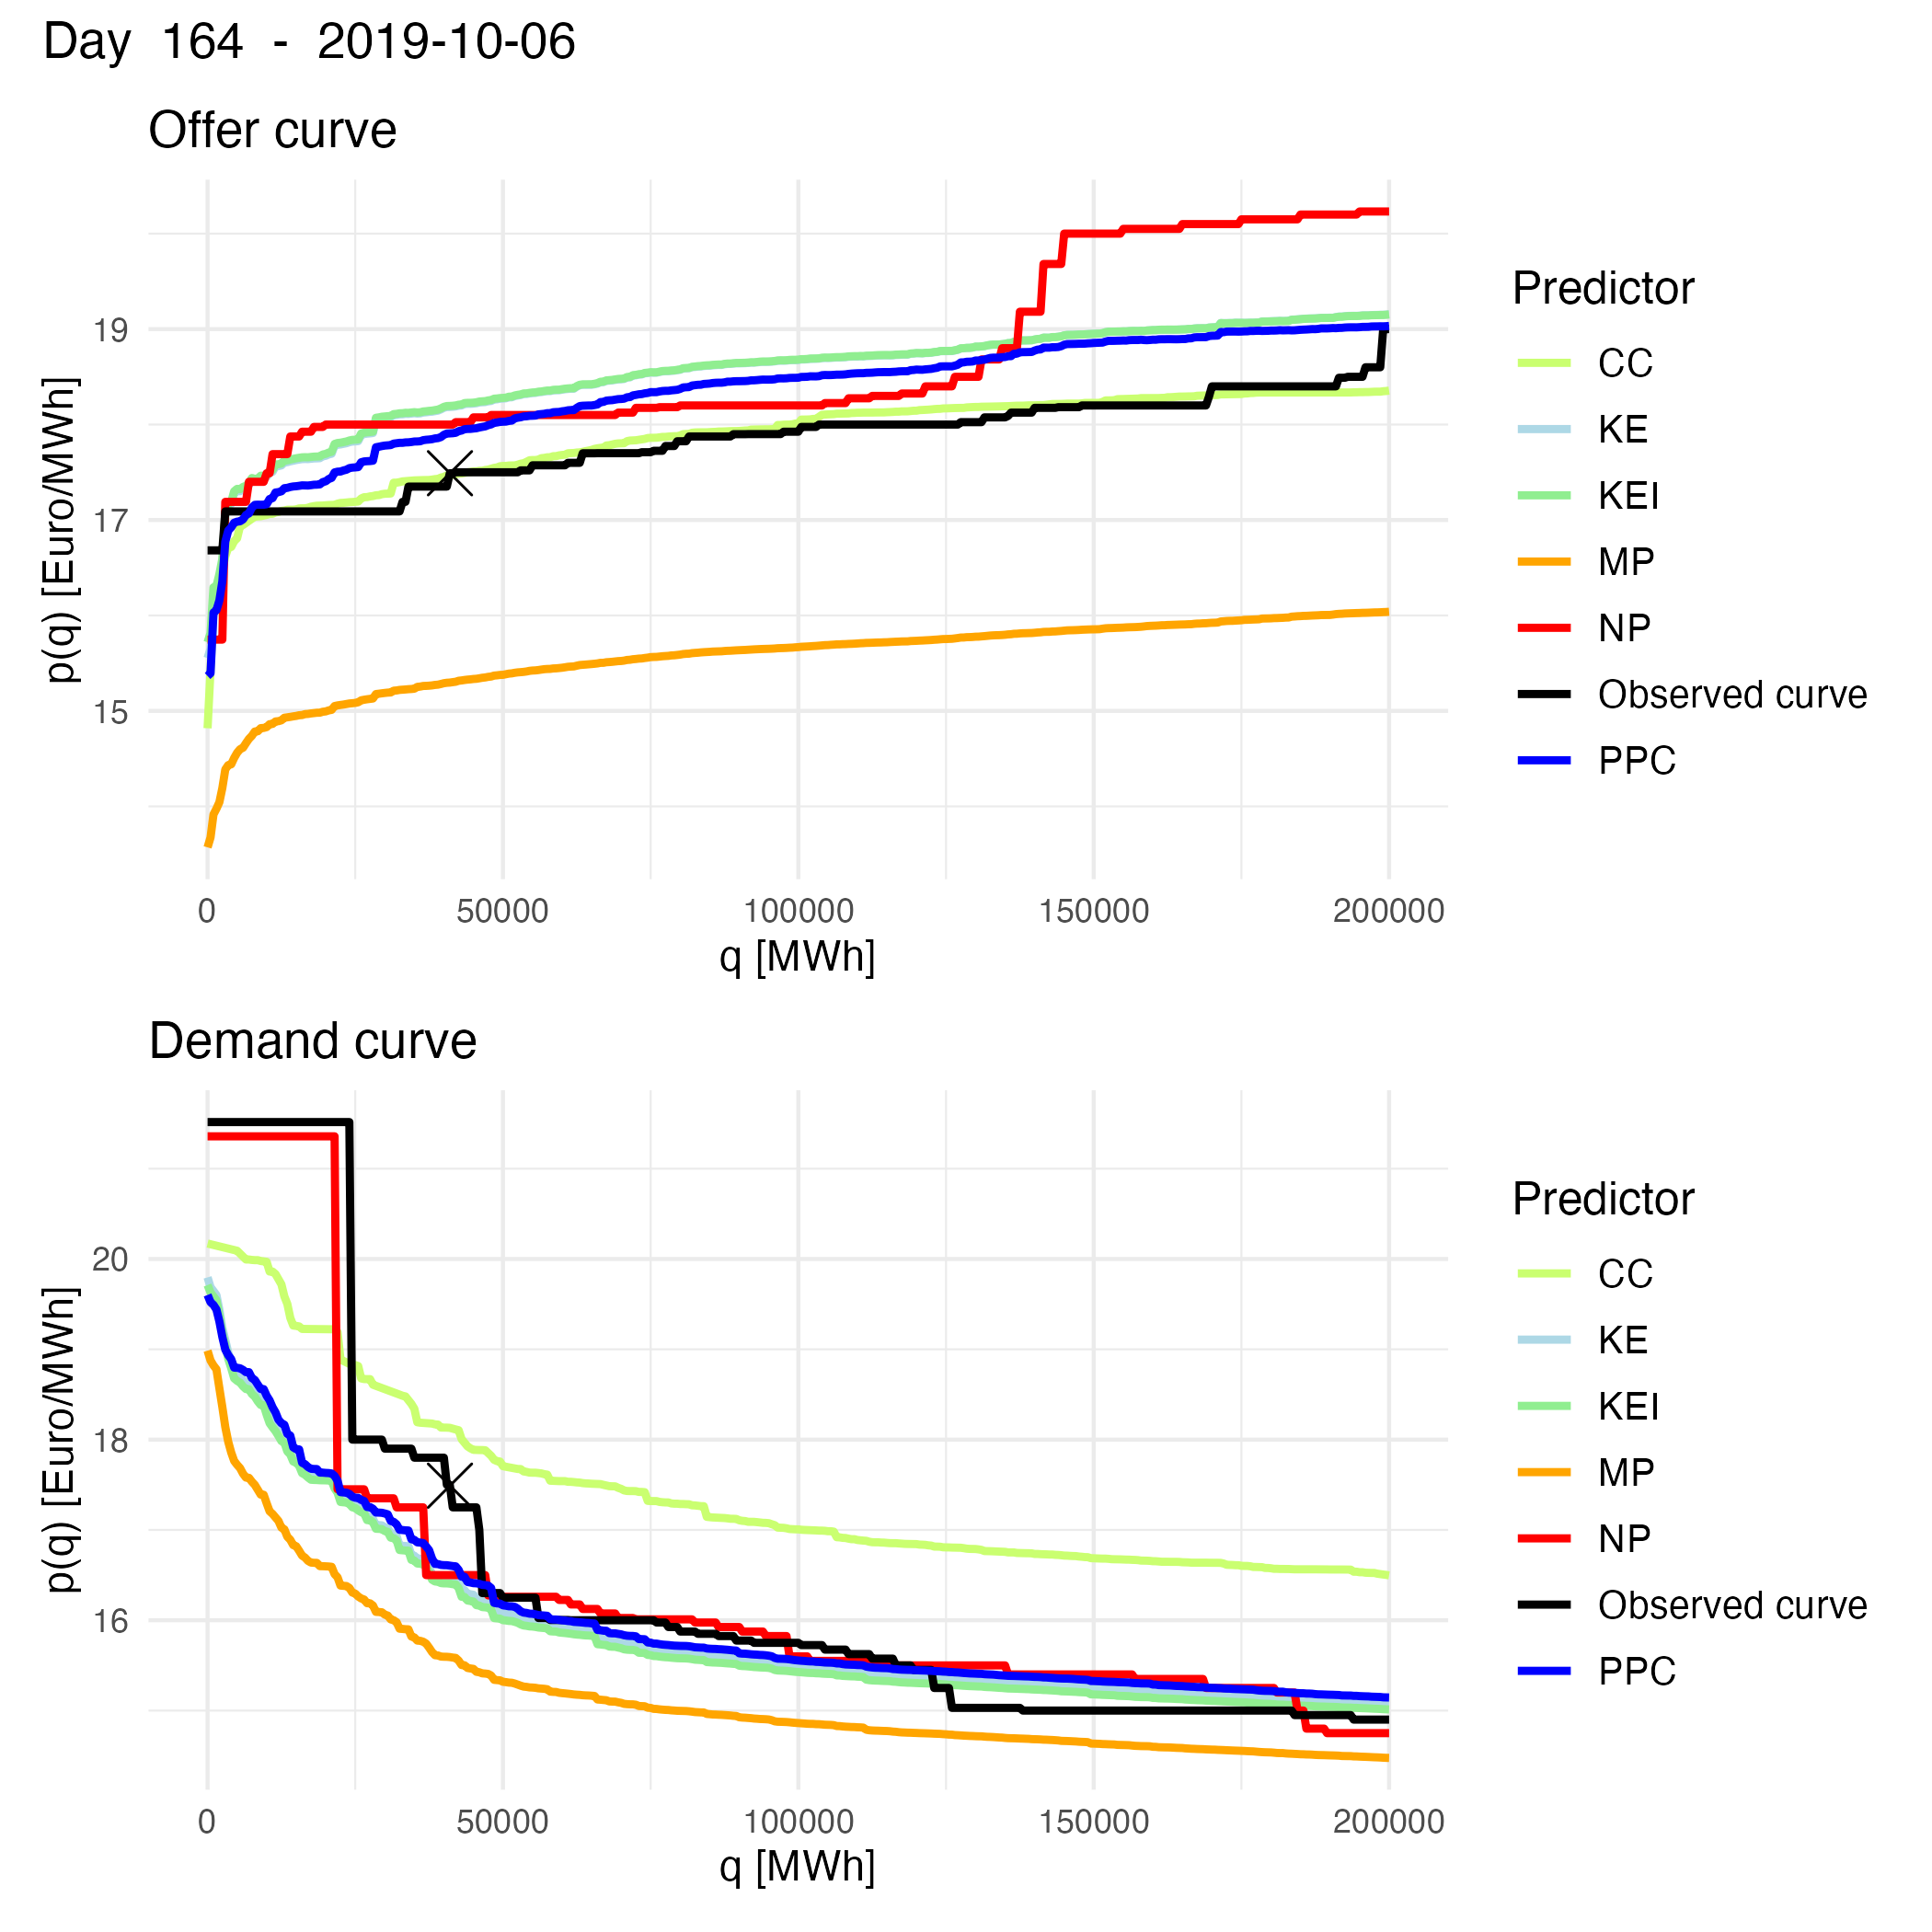 Day 164 - 2019-10-06
Offer curve
19
17
15
p(q) [Euro/MWh]
0 50000 100000 150000 200000
q [MWh]
Predictor
CC
KE
KEI
MP
NP
Observed curve
PPC
Demand curve
20
18
16
p(q) [Euro/MWh]
0 50000 100000 150000 200000
q [MWh]
Predictor
CC
KE
KEI
MP
NP
Observed curve
PPC